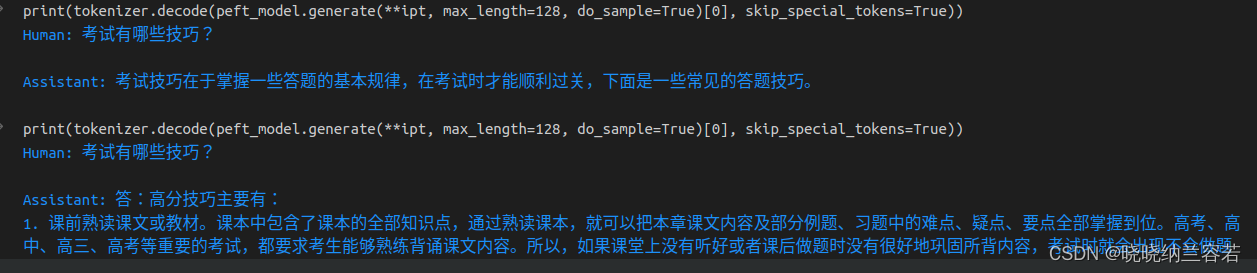 print(tokenizer.decode(peft_model.generate(**ipt, max_length=128, do_sample=True)[0], skip_special_tokens=True))
Human: 考试有哪些技巧？
Assistant: 考试技巧在于掌握一些答题的基本规律，在考试时才能顺利过关，下面是一些常见的答题技巧。
print(tokenizer.decode(peft_model.generate(**ipt, max_length=128, do_sample=True)[0], skip_special_tokens=True))
Human: 考试有哪些技巧？
Assistant: 答：高分技巧主要有：
1. 课前熟读课文或教材。课本中包含了课本的全部知识点，通过熟读课本，就可以把本章课文内容及部分例题、习题中的难点、疑点、要点全部掌握到位。高考、高
中、高三、高考等重要的考试，都要求考生能够熟练背诵课文内容。所以，如果课堂上没有听好或者课后做题时没有很好地巩固所背内容，考试时就会出现不会做题
CSDN @晓晓纳兰容若